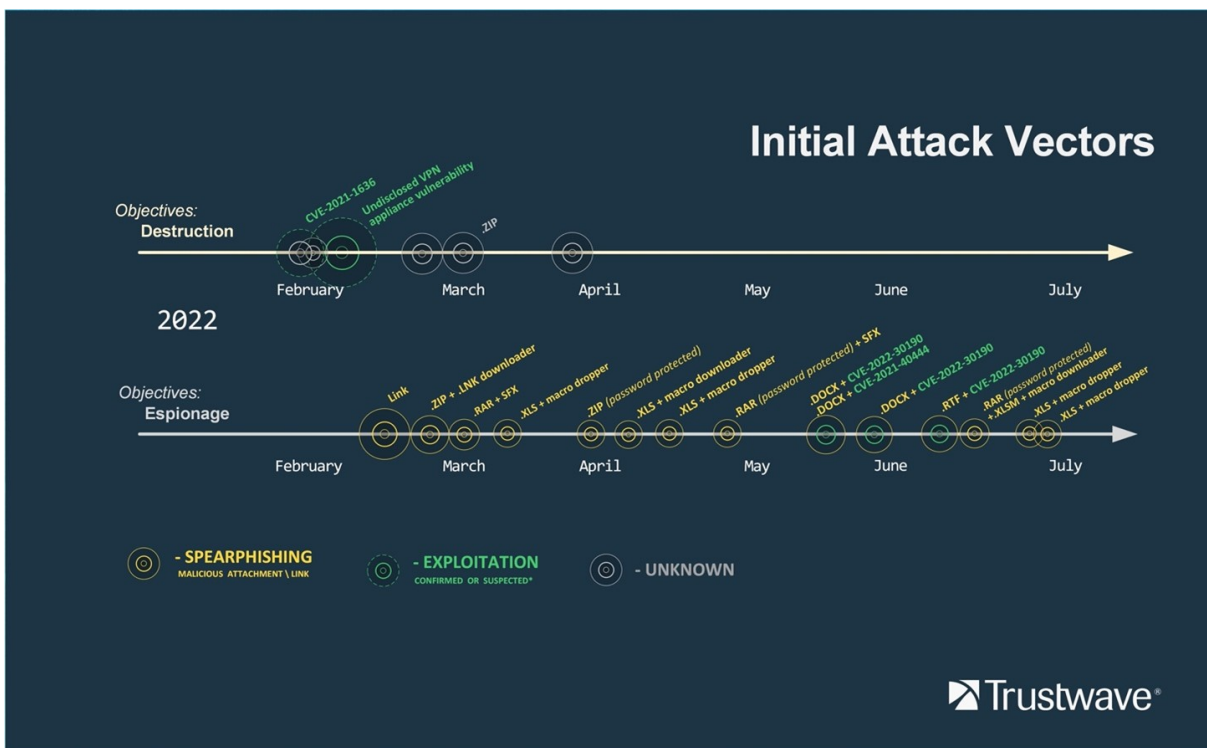 Initial Attack Vectors
Objectives:
Destruction
CVE-2021-1636
Undisclosed VPN
appliance vulnerability
.ZIP
February
March
April
May
June
July
2022
Objectives:
Espionage
Link
.ZIP + .LNK downloader
.RAR + SFX
.XLS + macro dropper
.ZIP (password protected)
.XLS + macro downloader
.XLS + macro dropper
.RAR (password protected) + SFX
.DOCX + CVE-2022-30190
.DOCX + CVE-2021-40444
.DOCX + CVE-2022-30190
.RTF + CVE-2022-30190
.RAR (password protected)
+.XLSM + macro downloader
.XLS + macro dropper
.XLS + macro dropper
February
March
April
May
June
July
- SPEARPHISHING
MALICIOUS ATTACHMENT \ LINK
- EXPLOITATION
CONFIRMED OR SUSPECTED*
- UNKNOWN
Trustwave®